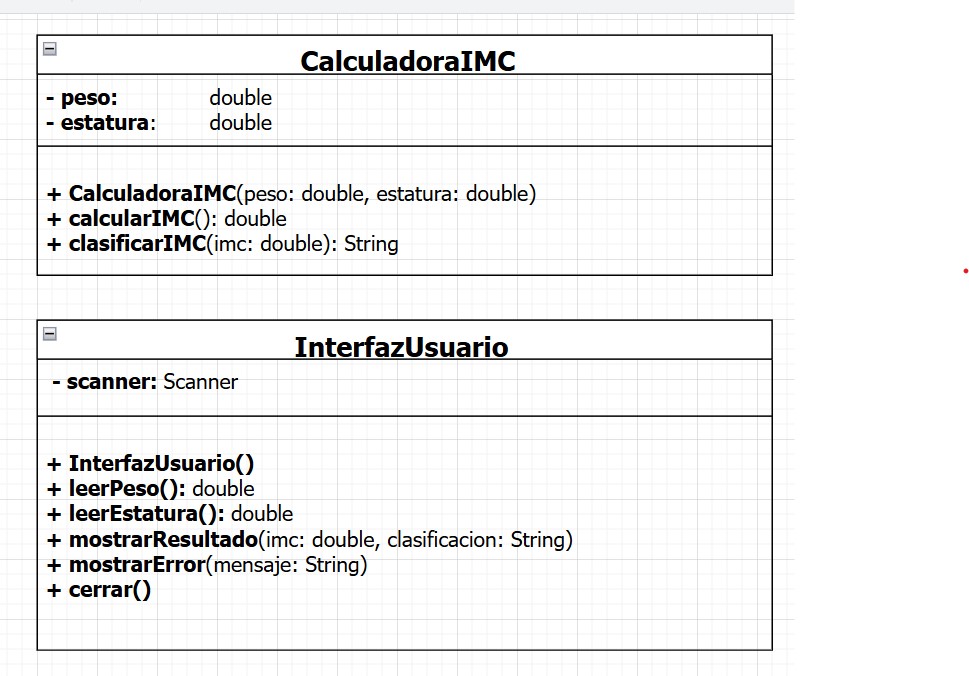 CalculadoraIMC
- peso: double
- estatura: double
+ CalculadoraIMC(peso: double, estatura: double)
+ calcularIMC(): double
+ clasificarIMC(imc: double): String
InterfazUsuario
- scanner: Scanner
+ InterfazUsuario()
+ leerPeso(): double
+ leerEstatura(): double
+ mostrarResultado(imc: double, clasificacion: String)
+ mostrarError(mensaje: String)
+ cerrar()